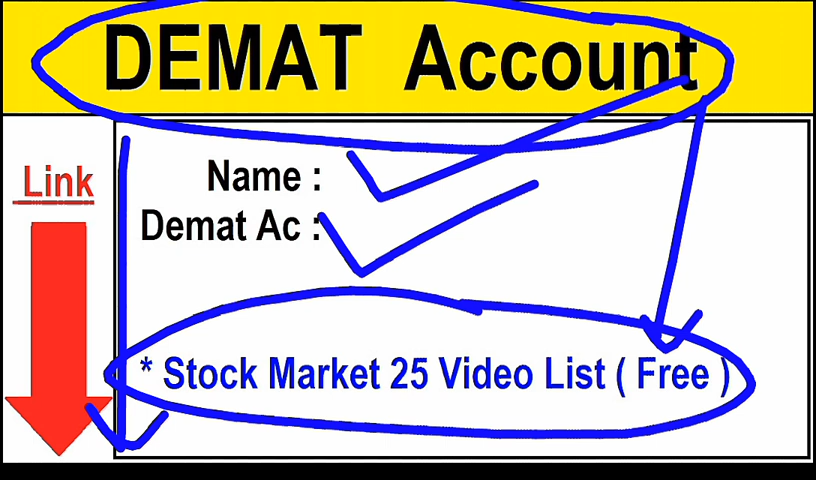 DEMAT Account
Link
Name :
Demat Ac :
* Stock Market 25 Video List ( Free )